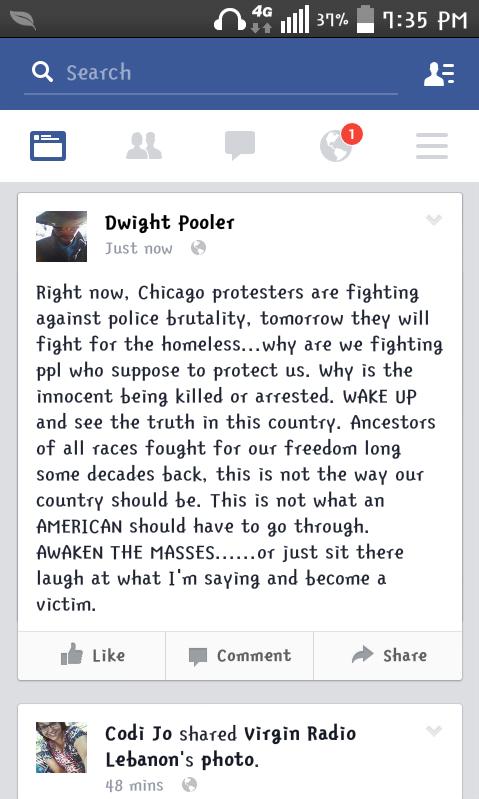 4G 37% 7:35 PM
Search
1
Dwight Pooler
Just now
Right now, Chicago protesters are fighting
against police brutality, tomorrow they will
fight for the homeless...why are we fighting
ppl who suppose to protect us. Why is the
innocent being killed or arrested. WAKE UP
and see the truth in this country. Ancestors
of all races fought for our freedom long
some decades back, this is not the way our
country should be. This is not what an
AMERICAN should have to go through.
AWAKEN THE MASSES......or just sit there
laugh at what I'm saying and become a
victim.
Like Comment Share
Codi Jo shared Virgin Radio
Lebanon's photo.
48 mins